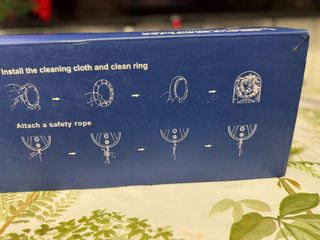 Install the cleaning cloth and clean ring
Attach a safety rope